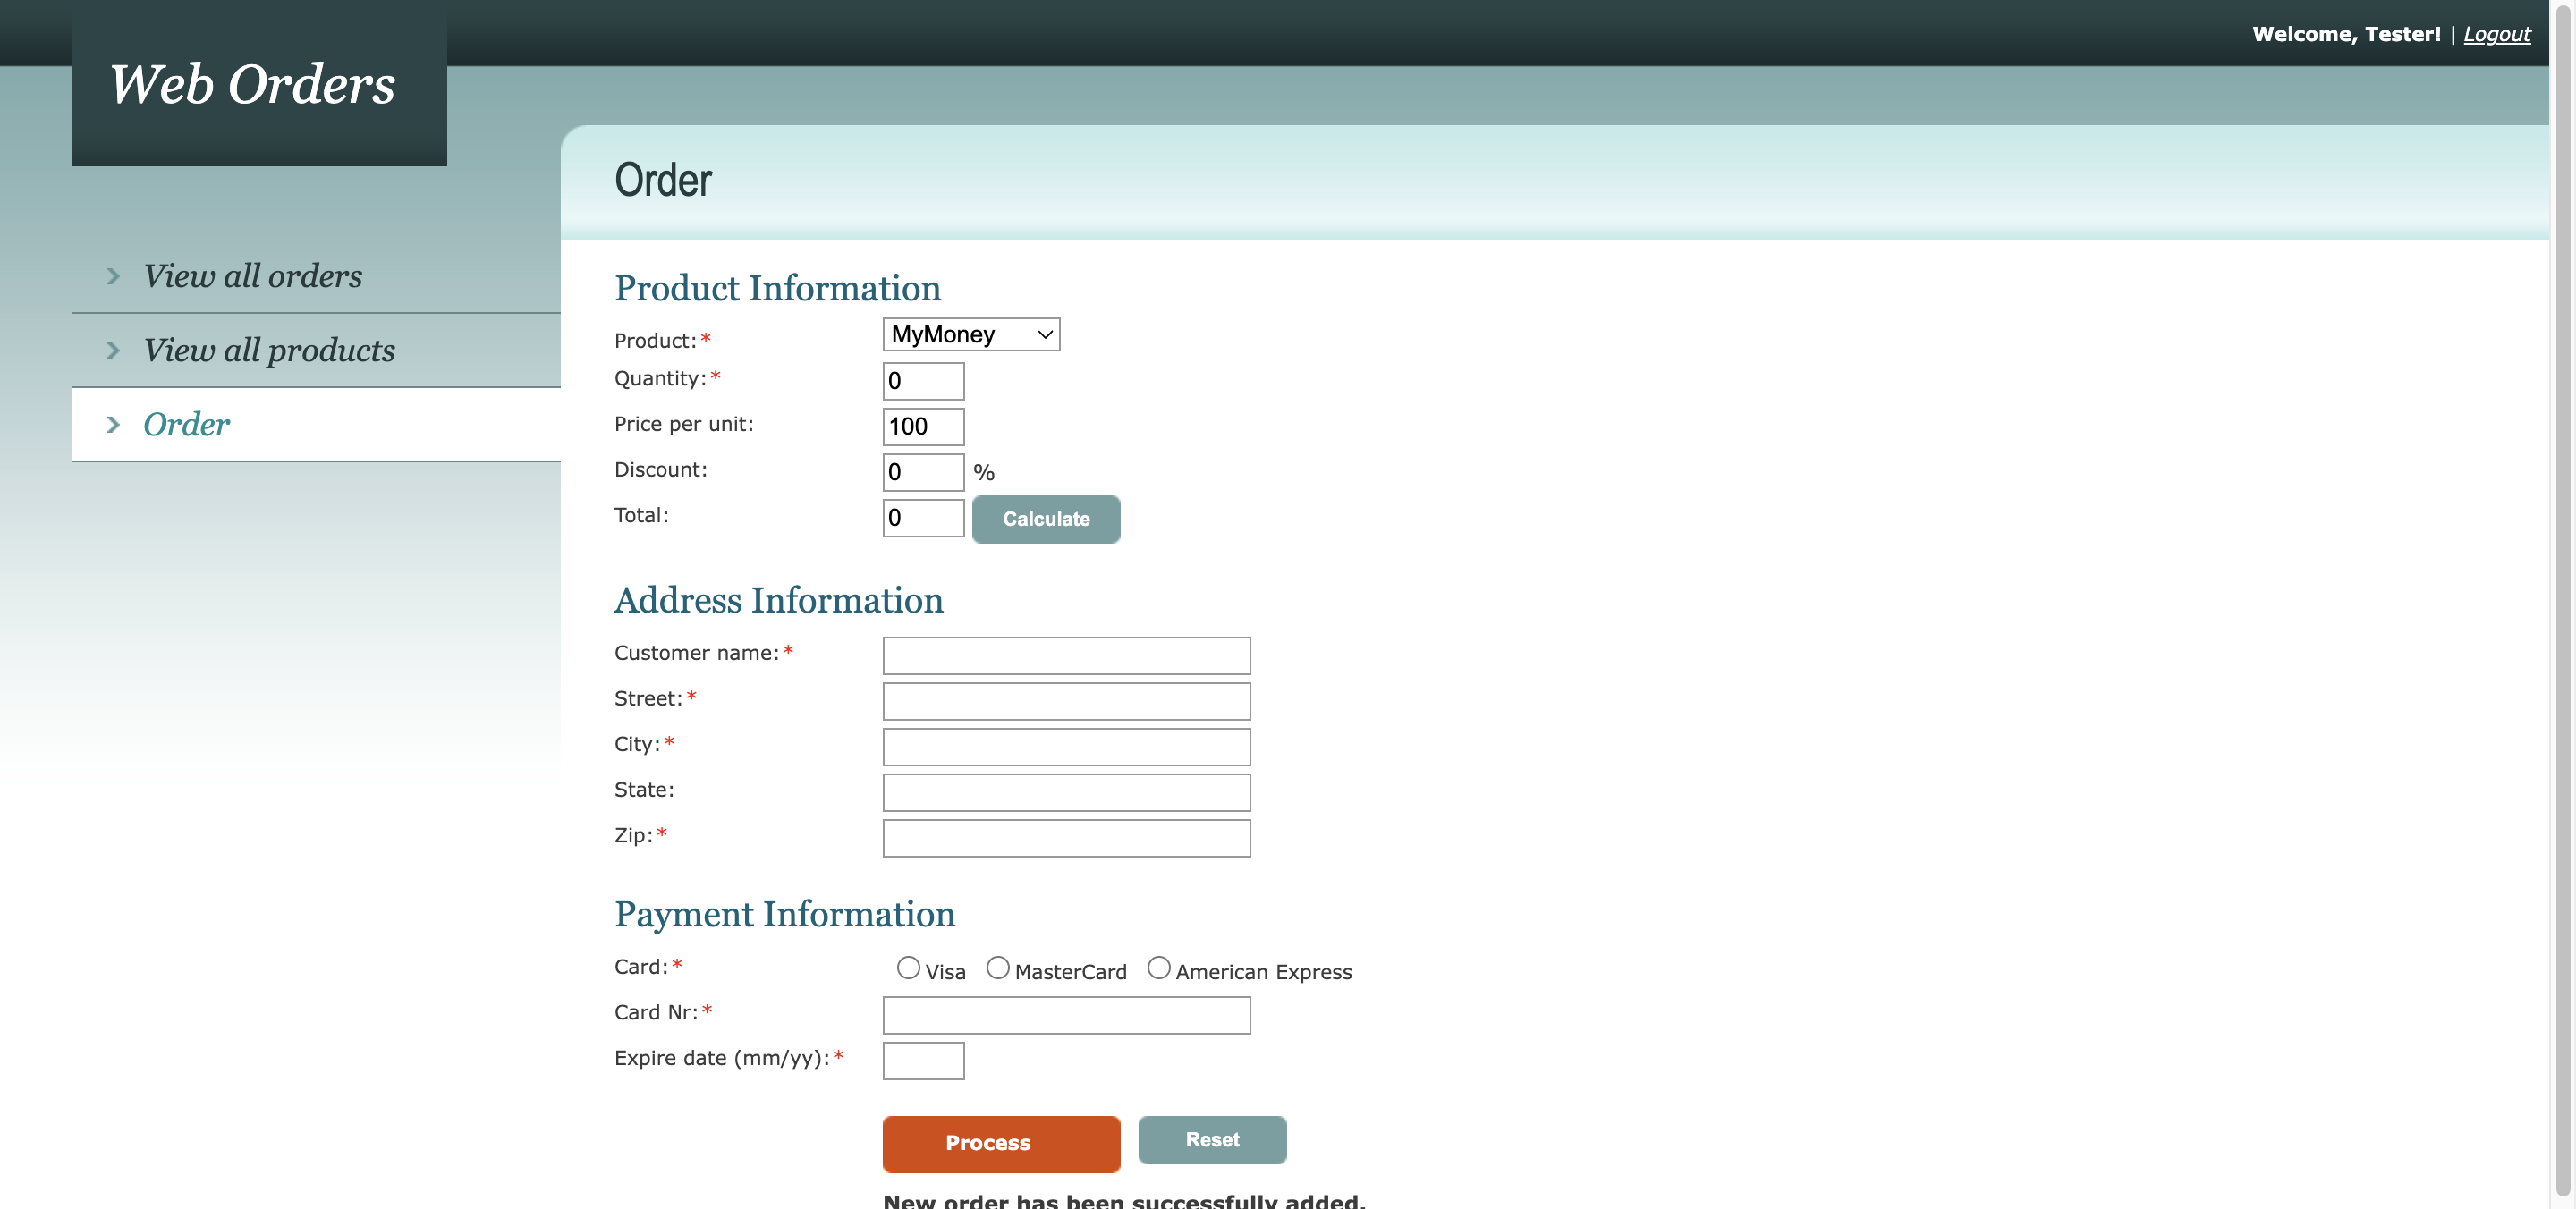 Welcome, Tester! | Logout
Web Orders
View all orders
View all products
Order
Order
Product Information
Product:* MyMoney
Quantity:* 0
Price per unit: 100
Discount: 0 %
Total: 0 Calculate
Address Information
Customer name:*
Street:*
City:*
State:
Zip:*
Payment Information
Card:* Visa MasterCard American Express
Card Nr:*
Expire date (mm/yy):*
Process Reset
New order has been successfully added.